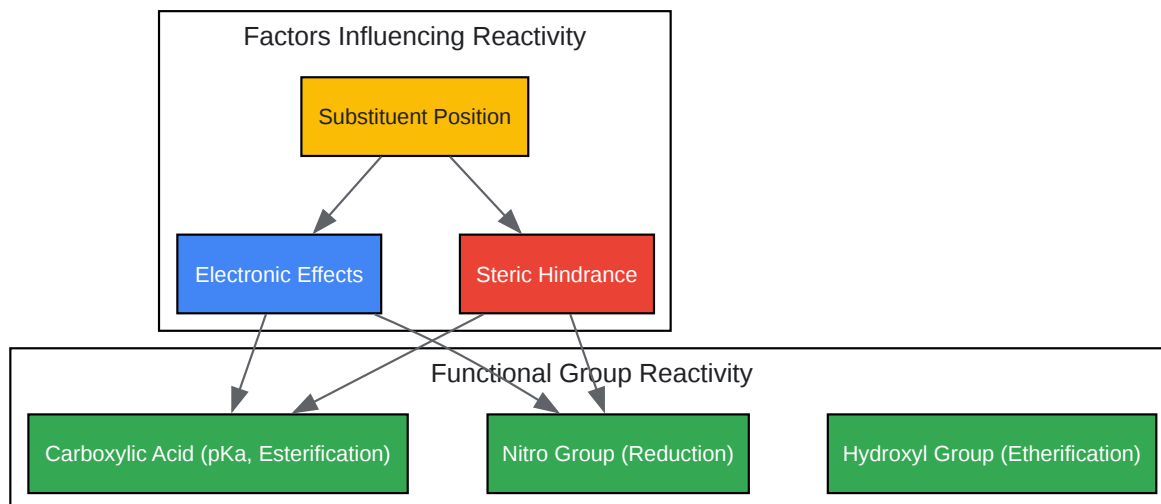 Factors Influencing Reactivity
Substituent Position
Electronic Effects
Steric Hindrance
Functional Group Reactivity
Carboxylic Acid (pKa, Esterification)
Nitro Group (Reduction)
Hydroxyl Group (Etherification)